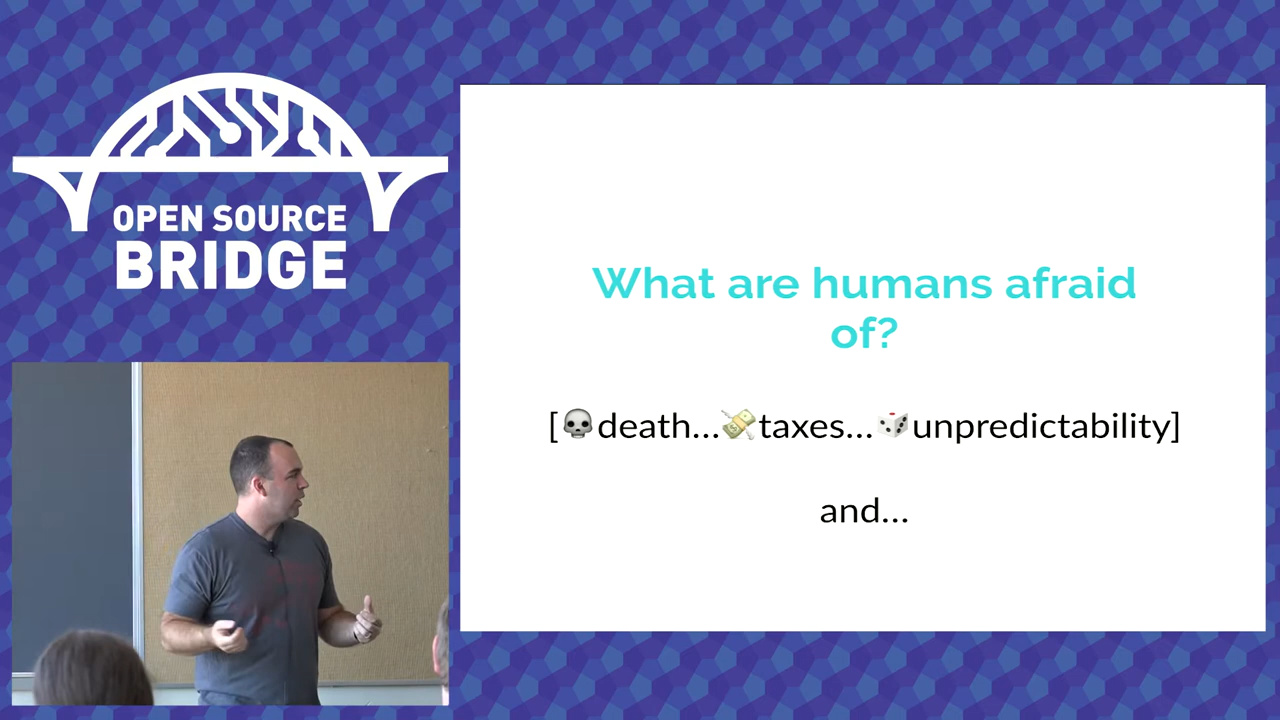 OPEN SOURCE
BRIDGE
What are humans afraid
of?
[💀death...💸taxes...🎲unpredictability]
and...